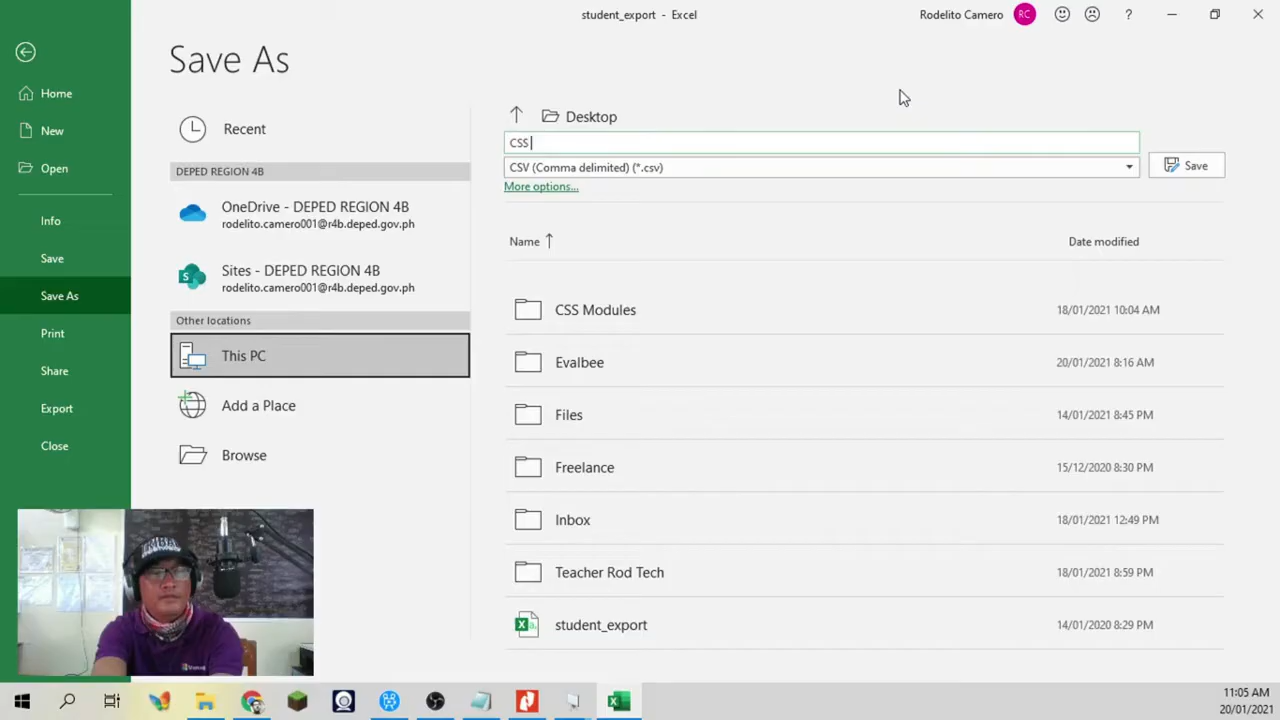 student_export - Excel
Rodelito Camero
RC
?
Save As
Home
New
Open
Info
Save
Save As
Print
Share
Export
Close
Recent
DEPED REGION 4B
OneDrive - DEPED REGION 4B
rodelito.camero001@r4b.deped.gov.ph
Sites - DEPED REGION 4B
rodelito.camero001@r4b.deped.gov.ph
Other locations
This PC
Add a Place
Browse
Desktop
CSS
CSV (Comma delimited) (*.csv)
Save
More options...
Name
Date modified
CSS Modules 18/01/2021 10:04 AM
Evalbee 20/01/2021 8:16 AM
Files 14/01/2021 8:45 PM
Freelance 15/12/2020 8:30 PM
Inbox 18/01/2021 12:49 PM
Teacher Rod Tech 18/01/2021 8:59 PM
student_export 14/01/2020 8:29 PM
11:05 AM
20/01/2021